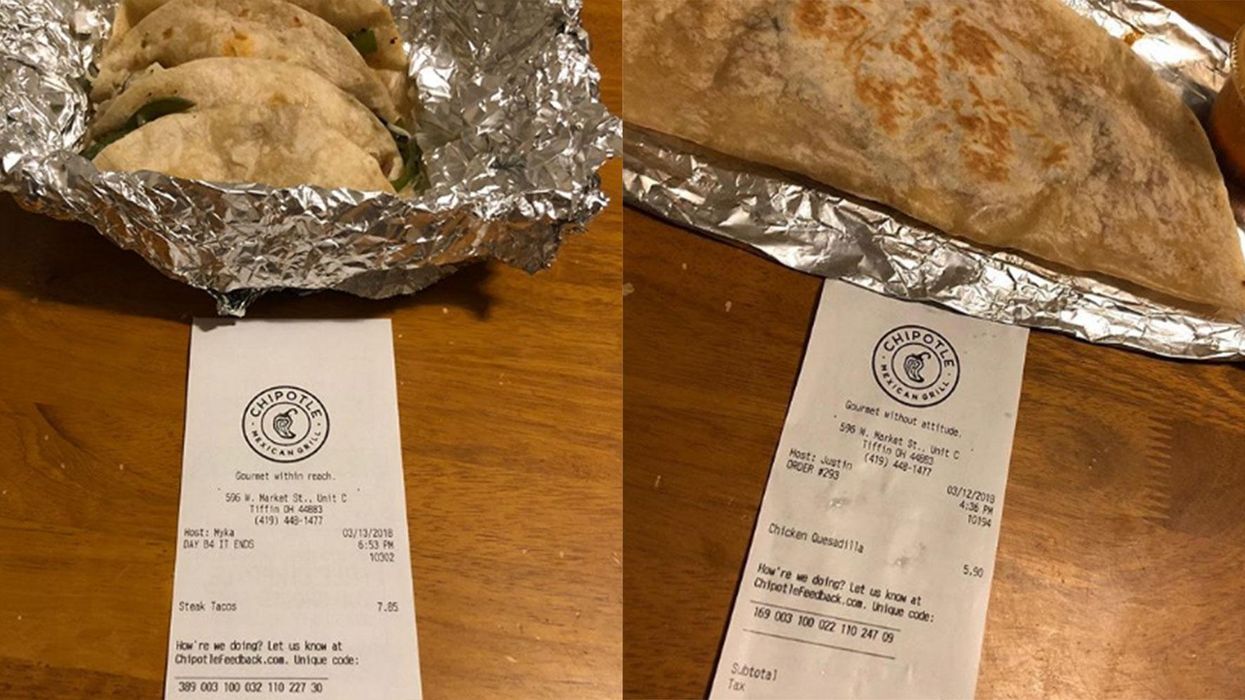 CHIPOTLE
MEXICAN GRILL
Gourmet within reach.
596 W. Market St., Unit C
Tiffin OH 44883
(419) 448-1477
Host: Myka 03/13/2018
DAY B4 IT ENDS 6:53 PM
10302
Steak Tacos 7.85
How're we doing? Let us know at
ChipotleFeedback.com. Unique code:
389 003 100 032 110 227 30
CHIPOTLE
MEXICAN GRILL
Gourmet without attitude.
596 W. Market St., Unit C
Tiffin OH 44883
(419) 448-1477
Host: Justin 03/12/2018
ORDER #293 4:36 PM
10194
Chicken Quesadilla 5.90
How're we doing? Let us know at
ChipotleFeedback.com. Unique code:
169 003 100 022 110 247 09
Subtotal
Tax